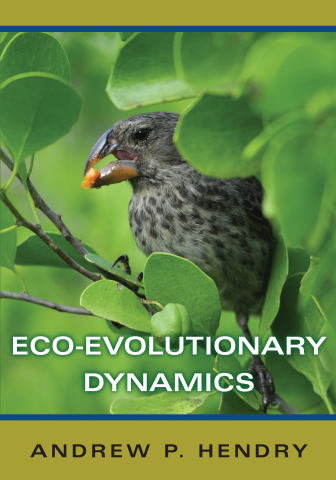 ECO-EVOLUTIONARY
DYNAMICS
ANDREW P. HENDRY